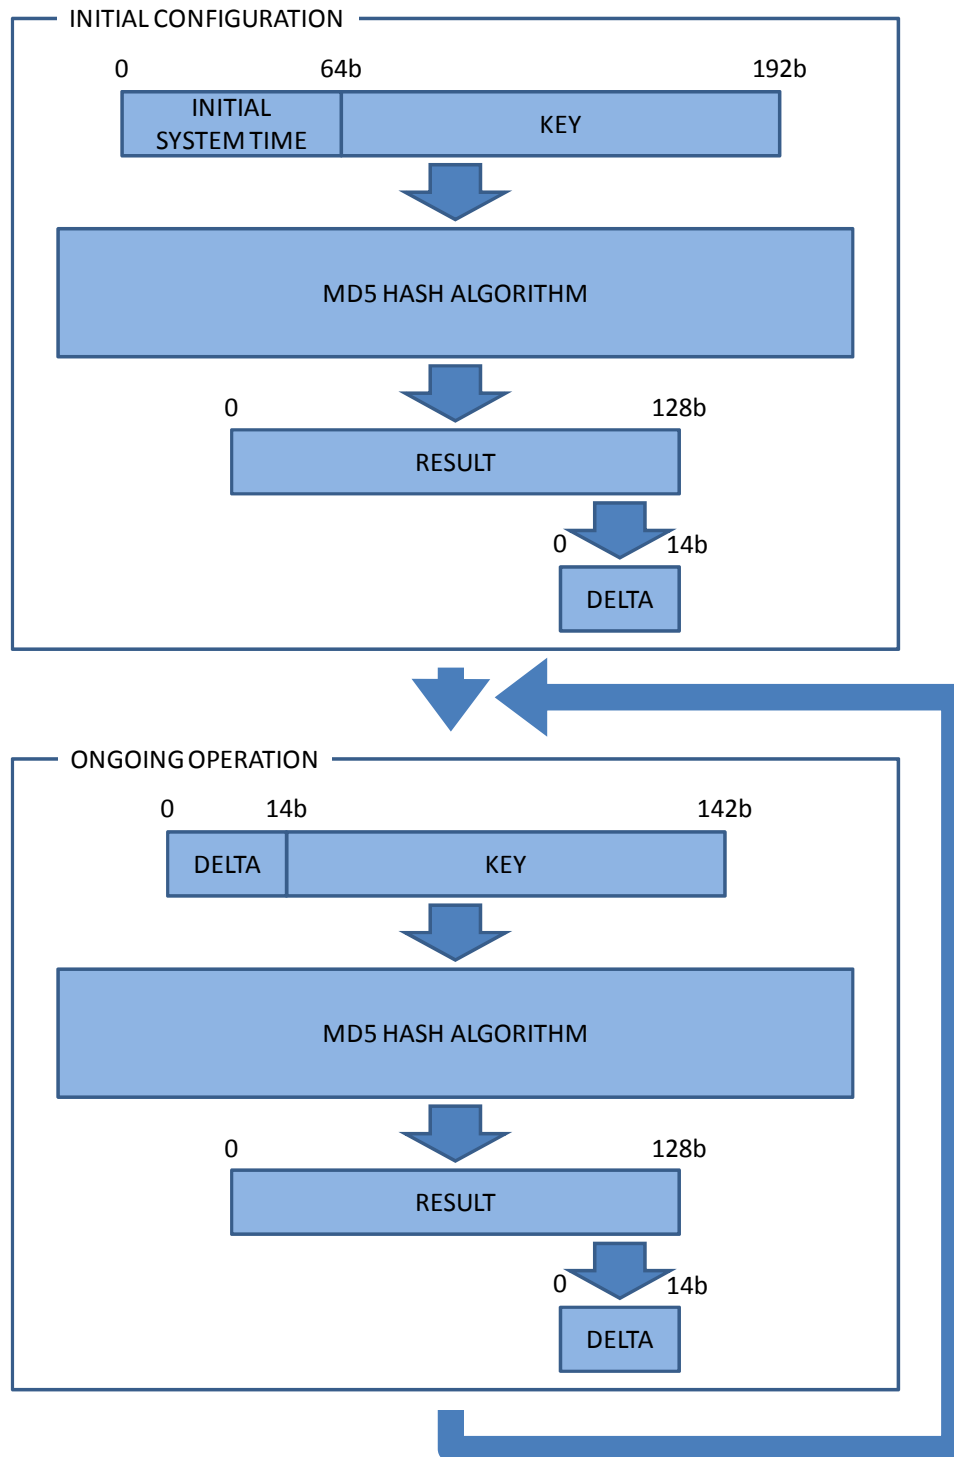 INITIAL CONFIGURATION
0 64b 192b
INITIAL
SYSTEM TIME
KEY
MD5 HASH ALGORITHM
0 128b
RESULT
0 14b
DELTA
ONGOING OPERATION
0 14b 142b
DELTA KEY
MD5 HASH ALGORITHM
0 128b
RESULT
0 14b
DELTA